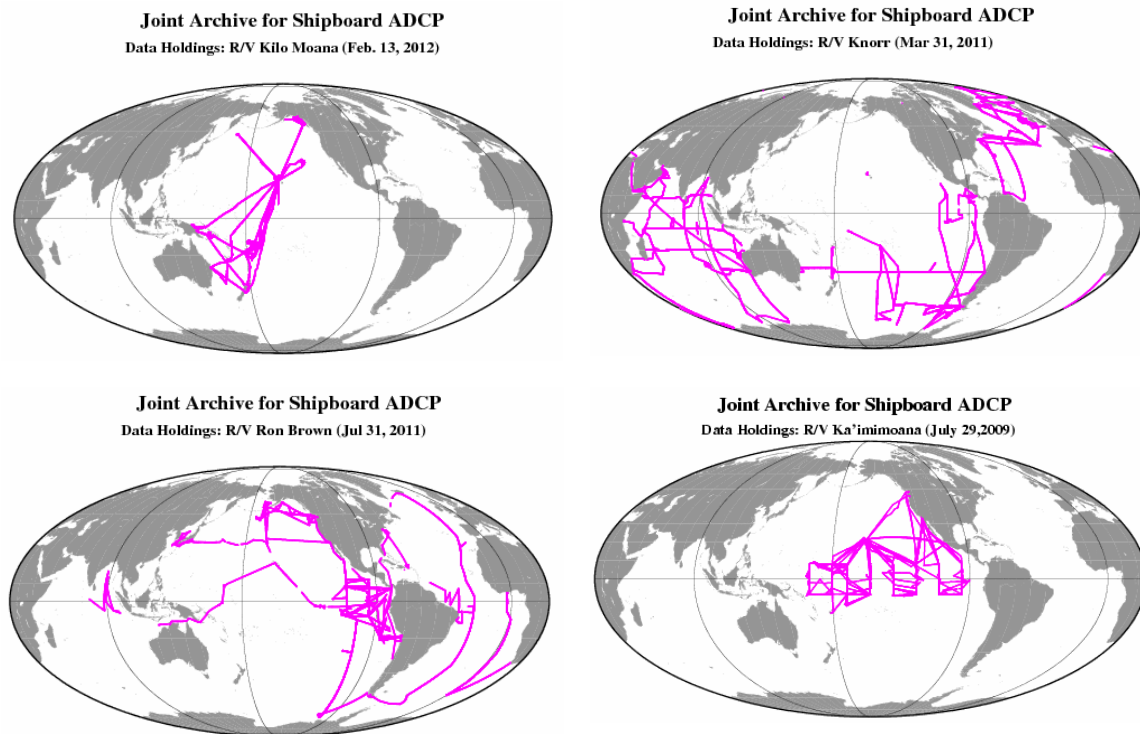 Joint Archive for Shipboard ADCP
Data Holdings: R/V Kilo Moana (Feb. 13, 2012)
Joint Archive for Shipboard ADCP
Data Holdings: R/V Knorr (Mar 31, 2011)
Joint Archive for Shipboard ADCP
Data Holdings: R/V Ron Brown (Jul 31, 2011)
Joint Archive for Shipboard ADCP
Data Holdings: R/V Ka'imimoana (July 29,2009)